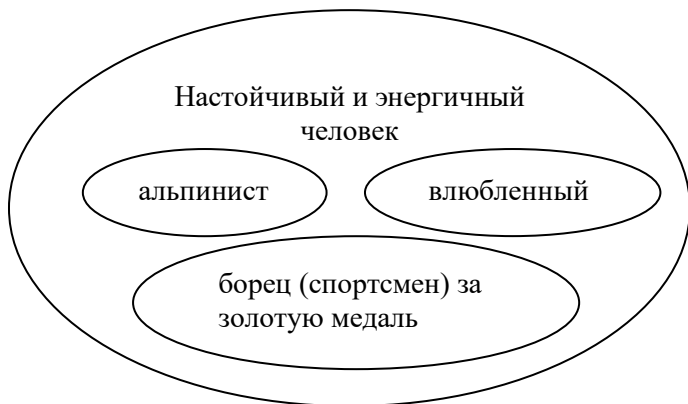 Настойчивый и энергичный
человек
альпинист
влюбленный
борец (спортсмен) за
золотую медаль